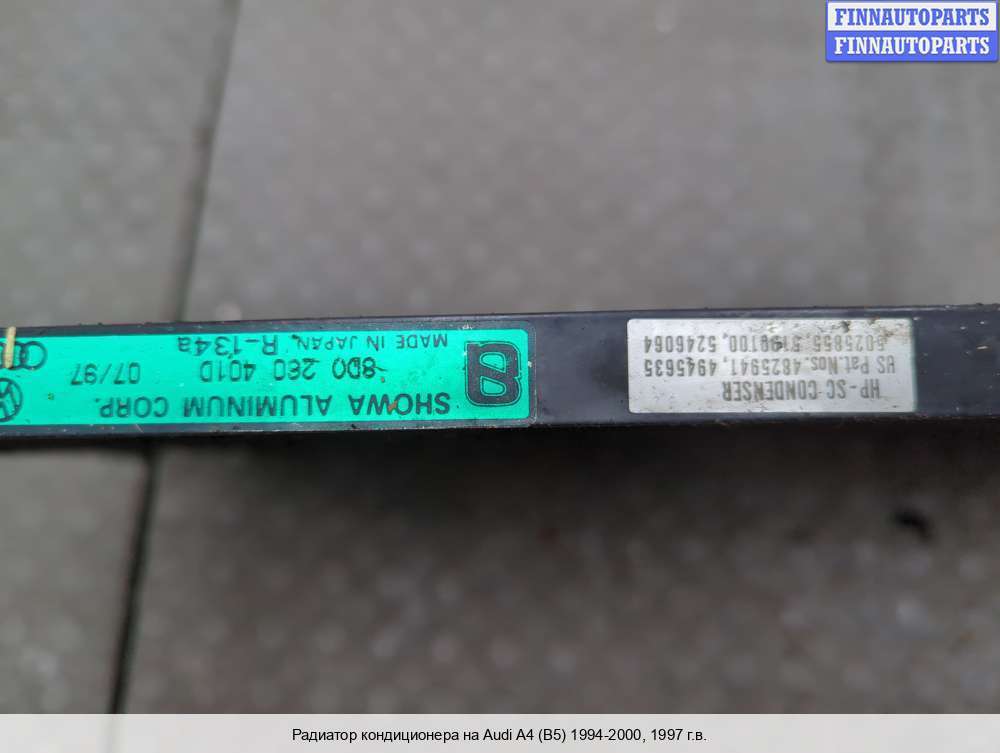 FINNAUTOPARTS
FINNAUTOPARTS
SHOWA ALUMINUM CORP.
8D0 260 401D 07/97
MADE IN JAPAN, R-134a
HP-SC CONDENSER
US Pat.Nos. 4825941, 4945635
5025855, 5190100, 5246064
Радиатор кондиционера на Audi A4 (B5) 1994-2000, 1997 г.в.